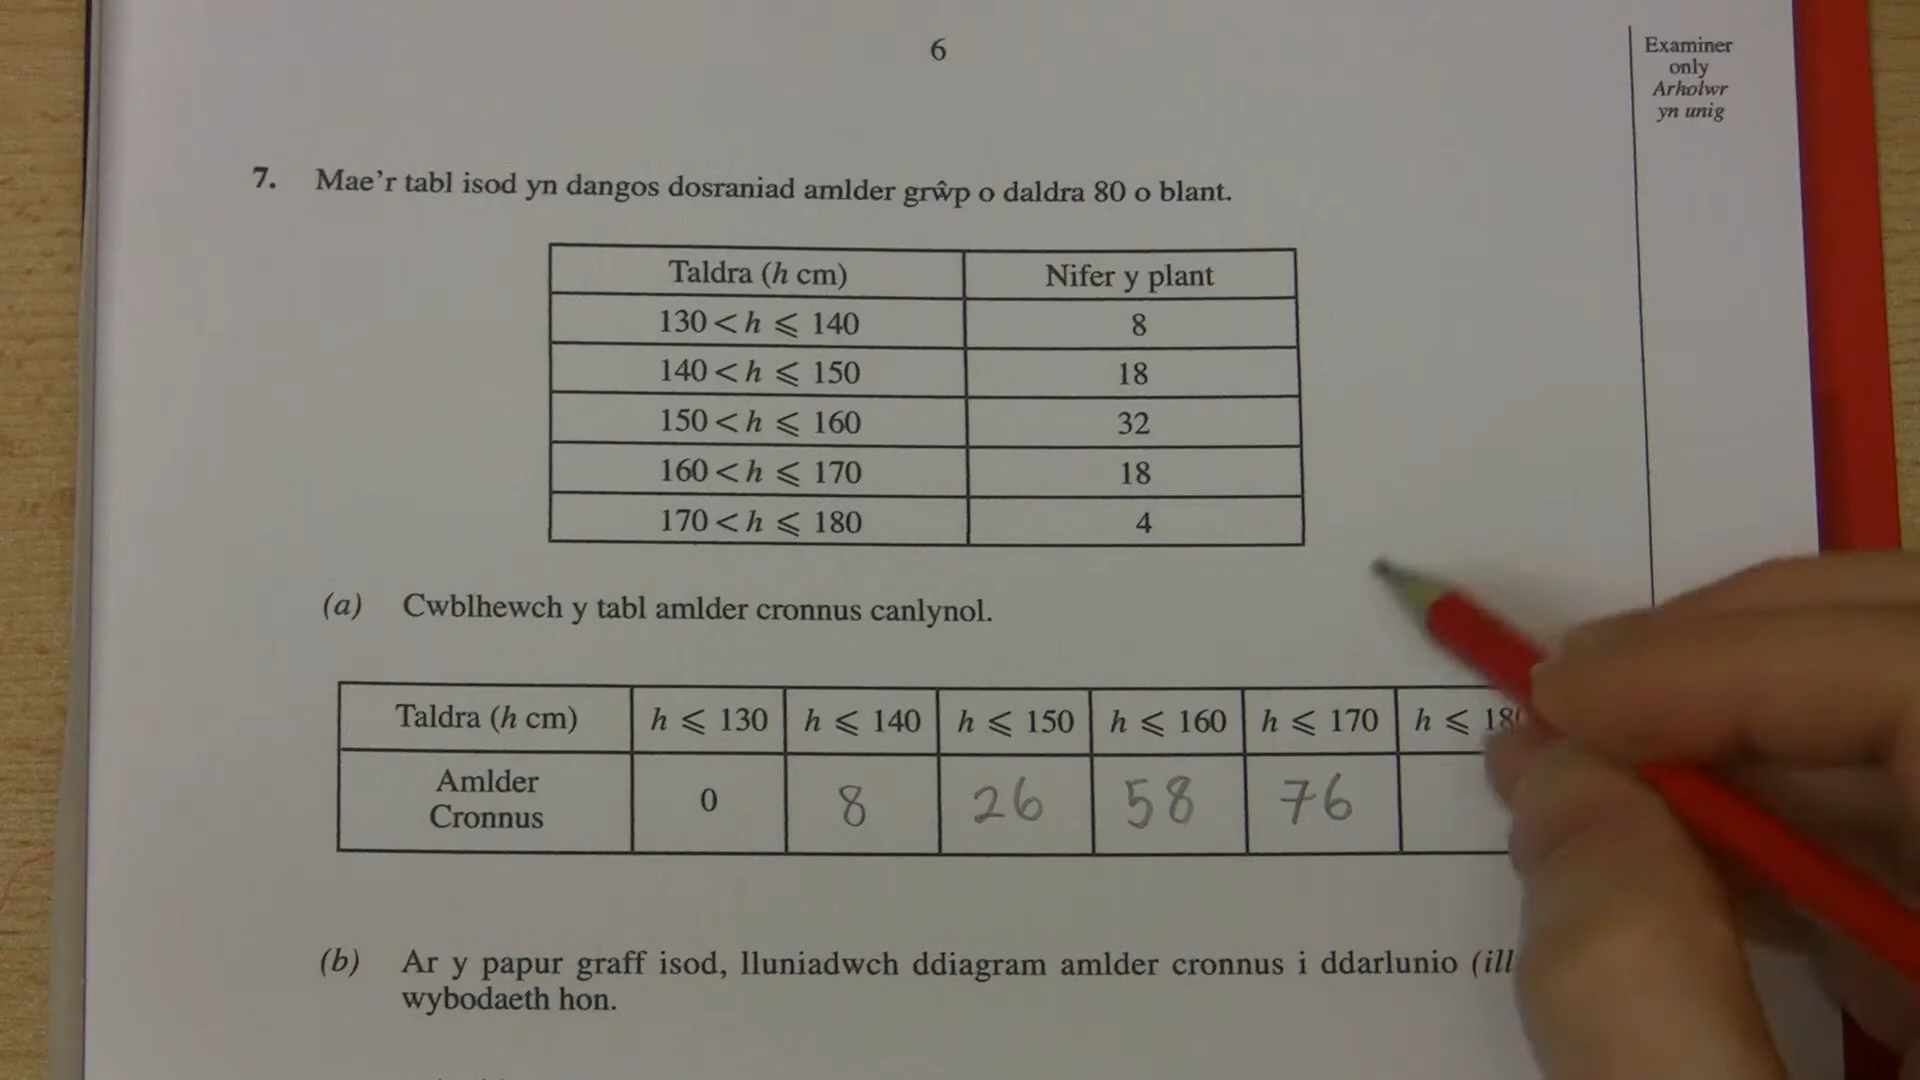 6
Examiner
only
Arholwr
yn unig
7. Mae'r tabl isod yn dangos dosraniad amlder grŵp o daldra 80 o blant.
Taldra (h cm) Nifer y plant
130 < h ⩽ 140 8
140 < h ⩽ 150 18
150 < h ⩽ 160 32
160 < h ⩽ 170 18
170 < h ⩽ 180 4
(a) Cwblhewch y tabl amlder cronnus canlynol.
Taldra (h cm) h ⩽ 130 h ⩽ 140 h ⩽ 150 h ⩽ 160 h ⩽ 170 h ⩽ 180
Amlder
Cronnus 0 8 26 58 76
(b) Ar y papur graff isod, lluniadwch ddiagram amlder cronnus i ddarlunio (ill
wybodaeth hon.